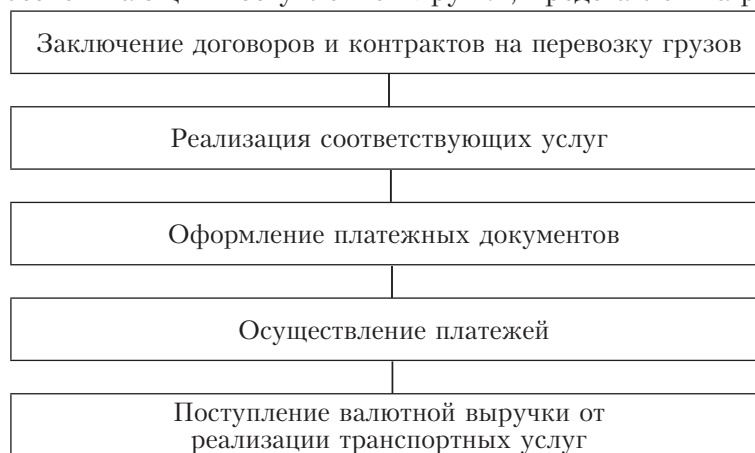 Заключение договоров и контрактов на перевозку грузов
Реализация соответствующих услуг
Оформление платежных документов
Осуществление платежей
Поступление валютной выручки от
реализации транспортных услуг